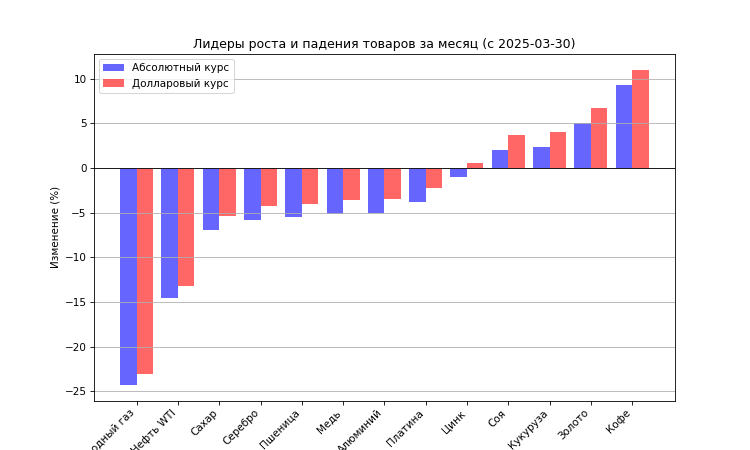 Лидеры роста и падения товаров за месяц (с 2025-03-30)
Абсолютный курс
Долларовый курс
Изменение (%)
10
5
0
−5
−10
−15
−20
−25
одный газ
Нефть WTI
Сахар
Серебро
Пшеница
Медь
Алюминий
Платина
Цинк
Соя
Кукуруза
Золото
Кофе